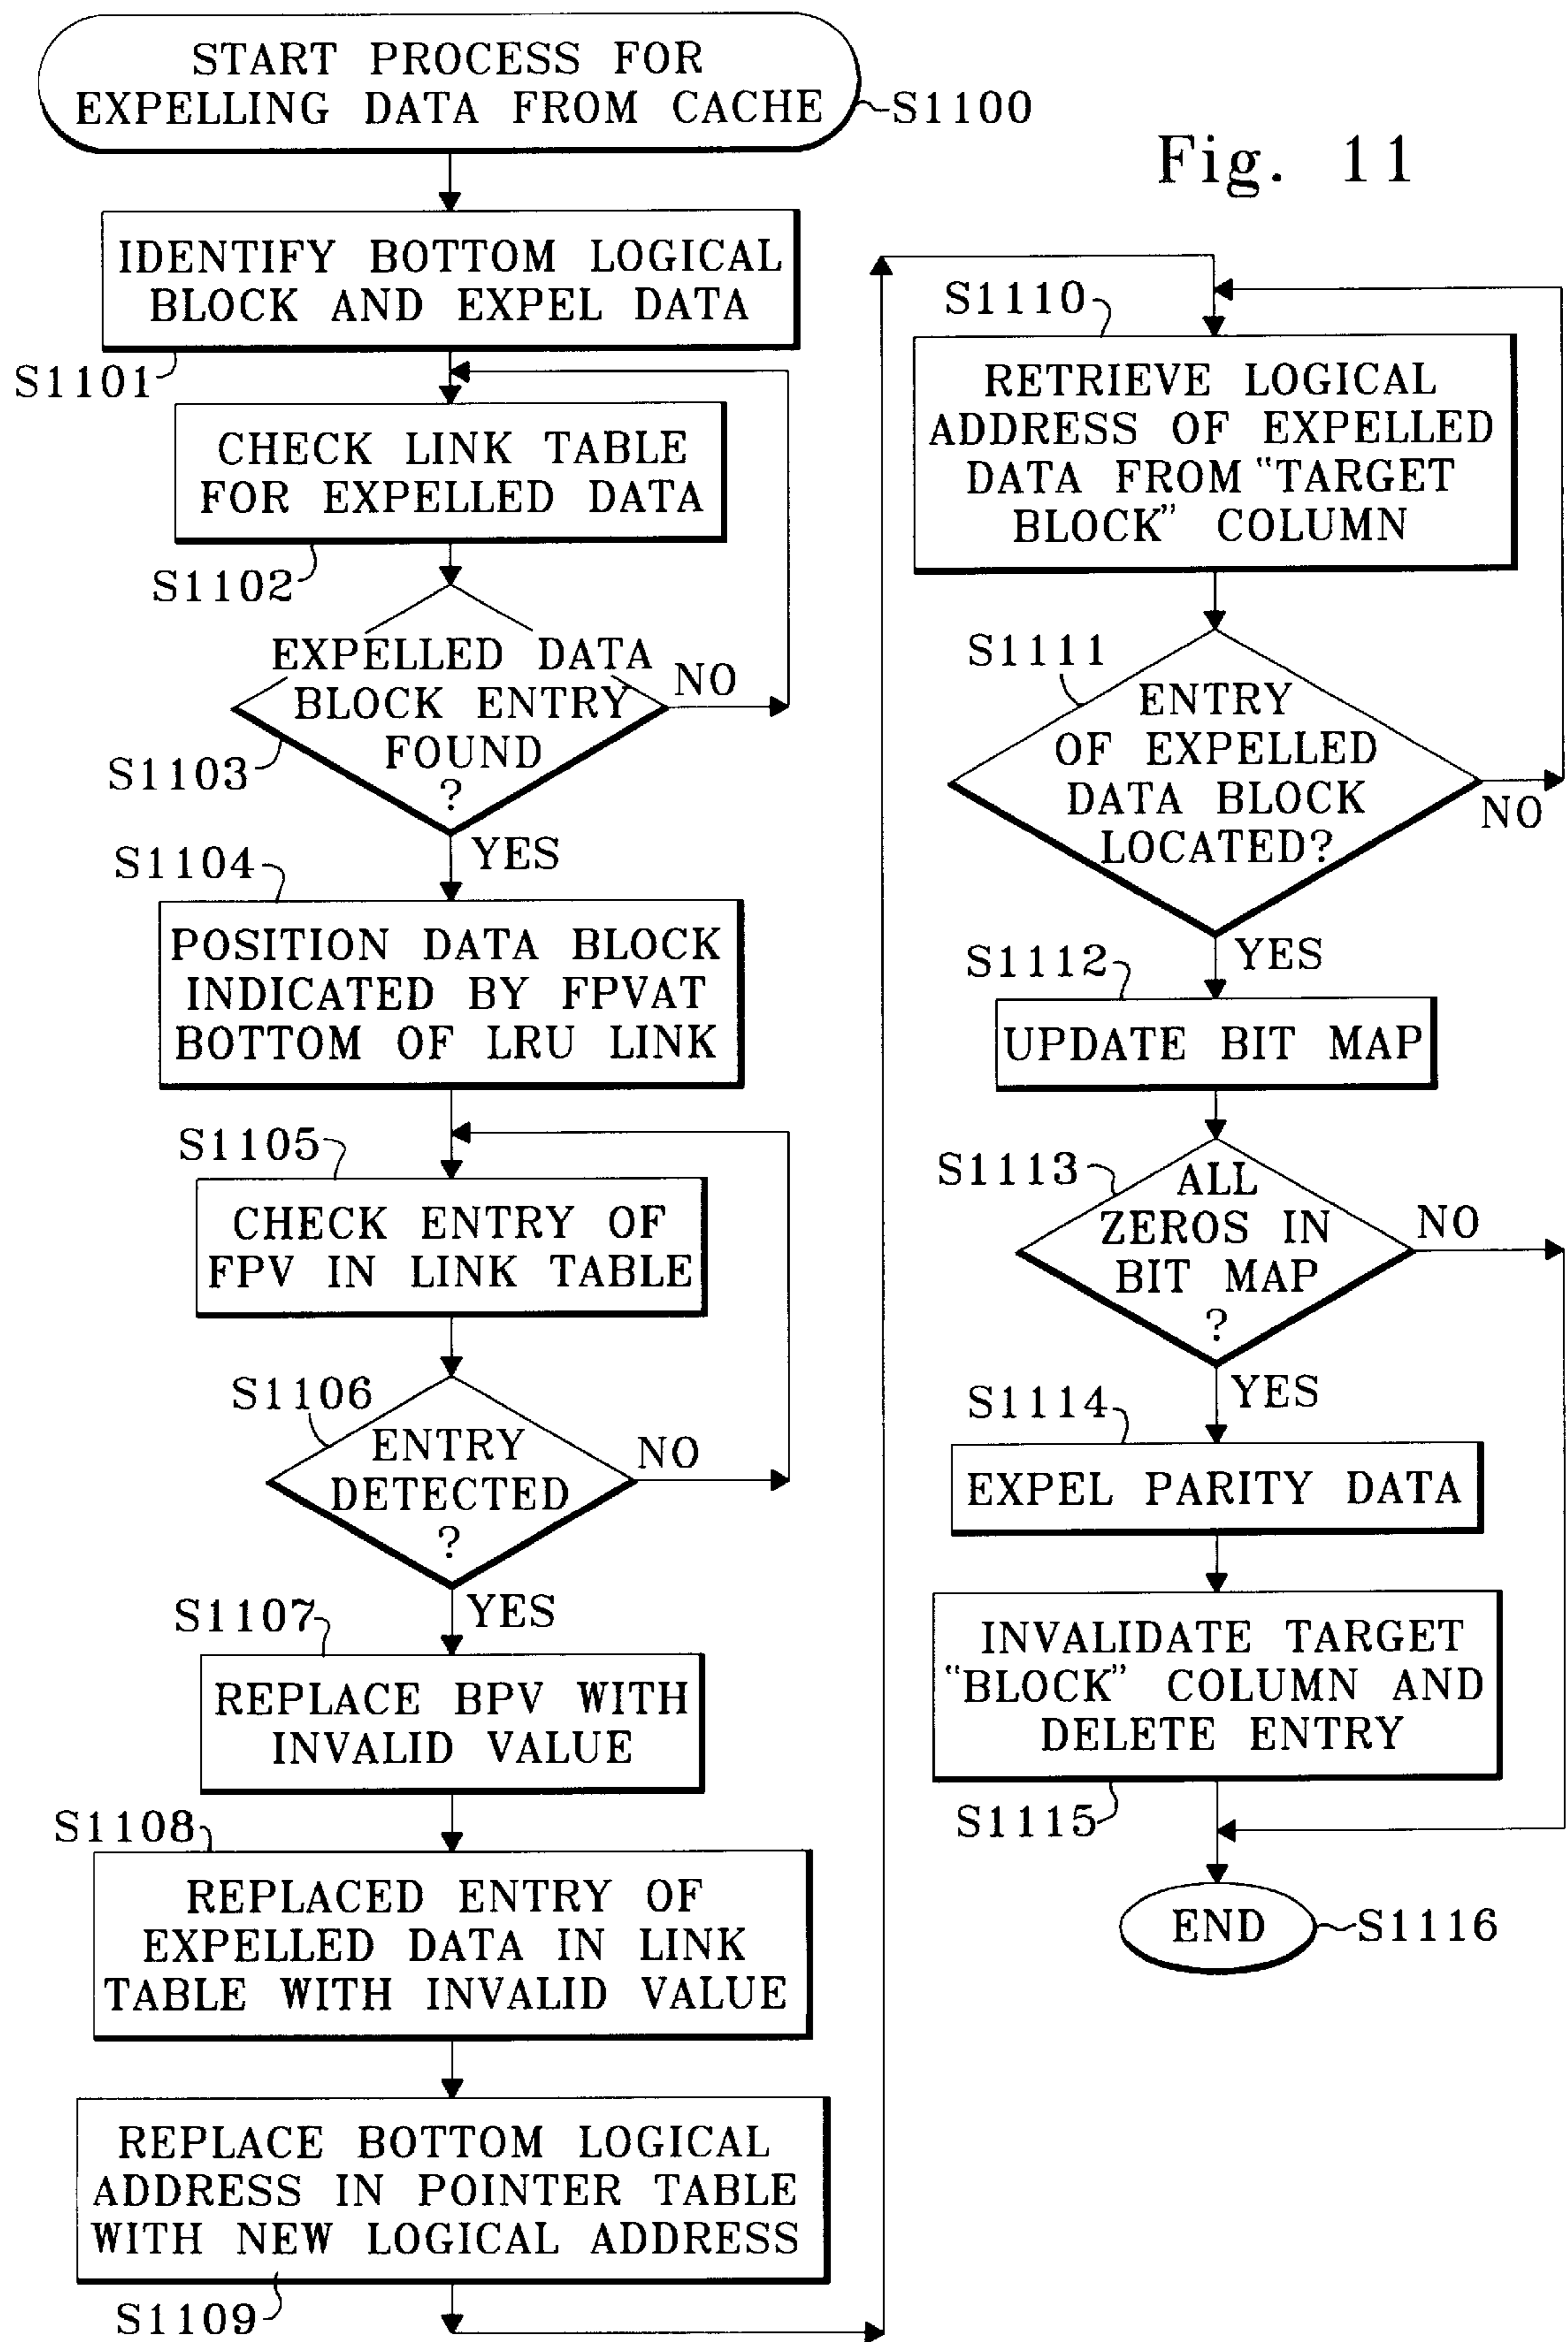 START PROCESS FOR
EXPELLING DATA FROM CACHE
S1100
Fig. 11
IDENTIFY BOTTOM LOGICAL
BLOCK AND EXPEL DATA
S1101
CHECK LINK TABLE
FOR EXPELLED DATA
S1102
EXPELLED DATA
BLOCK ENTRY
FOUND
?
NO
S1103
YES
S1104
POSITION DATA BLOCK
INDICATED BY FPVAT
BOTTOM OF LRU LINK
S1105
CHECK ENTRY OF
FPV IN LINK TABLE
S1106
ENTRY
DETECTED
?
NO
YES
S1107
REPLACE BPV WITH
INVALID VALUE
S1108
REPLACED ENTRY OF
EXPELLED DATA IN LINK
TABLE WITH INVALID VALUE
REPLACE BOTTOM LOGICAL
ADDRESS IN POINTER TABLE
WITH NEW LOGICAL ADDRESS
S1109
S1110
RETRIEVE LOGICAL
ADDRESS OF EXPELLED
DATA FROM "TARGET
BLOCK" COLUMN
S1111
ENTRY
OF EXPELLED
DATA BLOCK
LOCATED?
NO
YES
S1112
UPDATE BIT MAP
S1113
ALL
ZEROS IN
BIT MAP
?
NO
YES
S1114
EXPEL PARITY DATA
INVALIDATE TARGET
"BLOCK" COLUMN AND
DELETE ENTRY
S1115
END
S1116